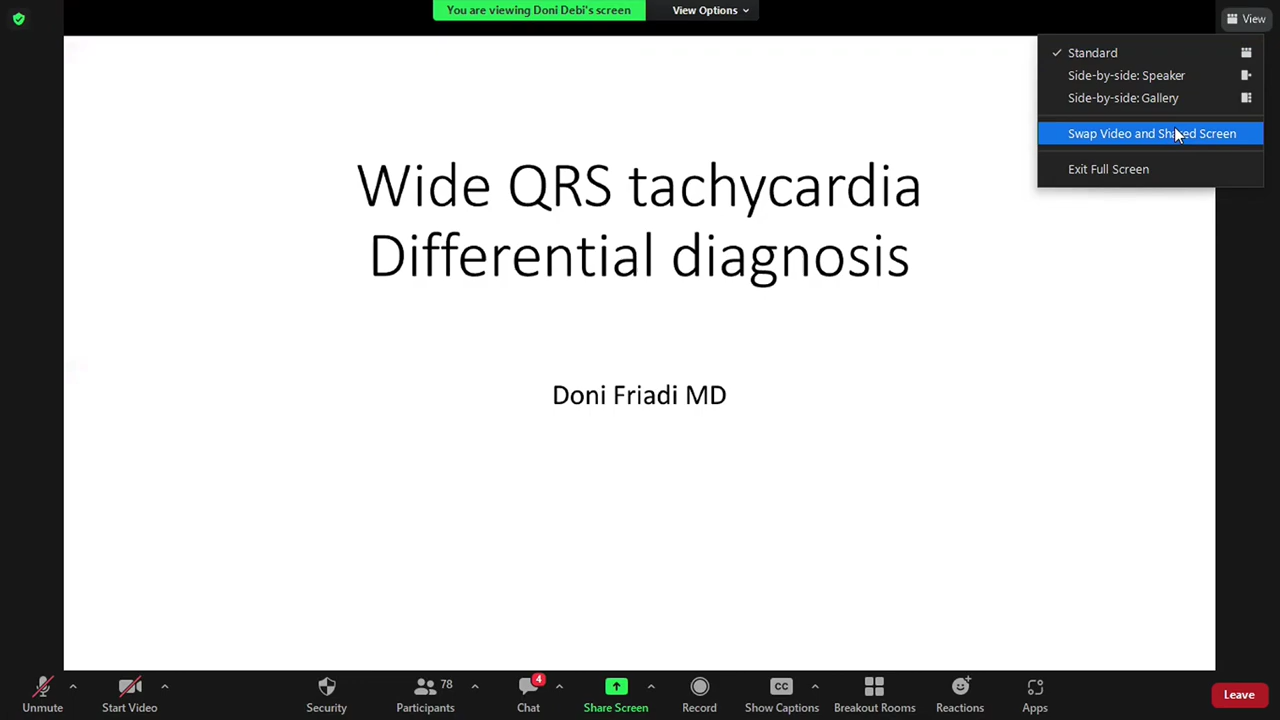 You are viewing Doni Debi's screen
View Options
View
Standard
Side-by-side: Speaker
Side-by-side: Gallery
Swap Video and Shared Screen
Exit Full Screen
Wide QRS tachycardia
Differential diagnosis
Doni Friadi MD
Unmute
Start Video
Security
Participants
78
Chat
4
Share Screen
Record
CC
Show Captions
Breakout Rooms
Reactions
Apps
Leave